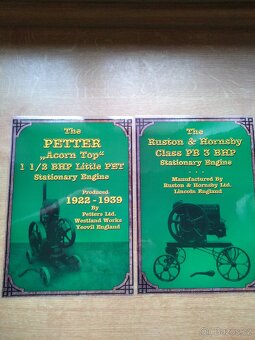 The
PETTER
„Acorn Top"
1 1/2 BHP Little PET
Stationary Engine
Produced
1922 - 1939
By
Petters Ltd.
Westland Works
Yeovil England
The
Ruston & Hornsby
Class PB 3 BHP
Stationary Engine
. . .
Manufactured By
Ruston & Hornsby Ltd.
Lincoln England